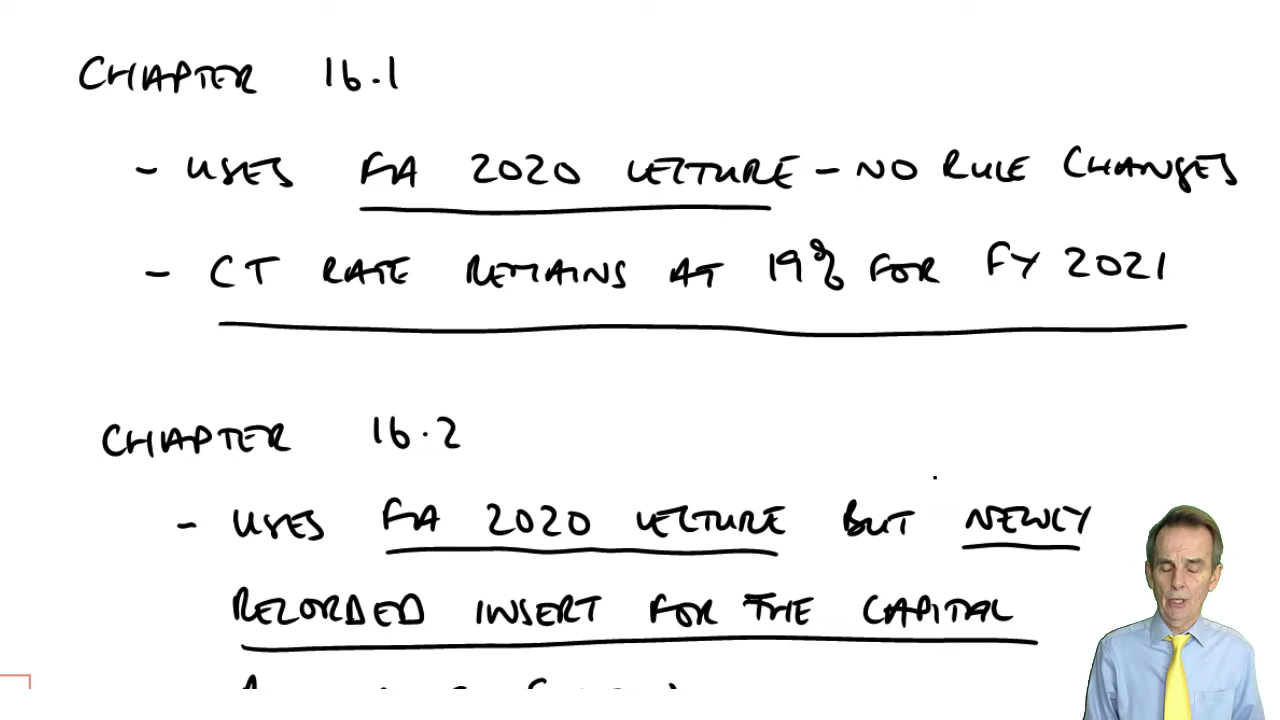 CHAPTER 16.1
- USES FA 2020 LECTURE - NO RULE CHANGES
- CT RATE REMAINS AT 19% FOR FY 2021
CHAPTER 16.2
- USES FA 2020 LECTURE BUT NEWLY
RECORDED INSERT FOR THE CAPITAL